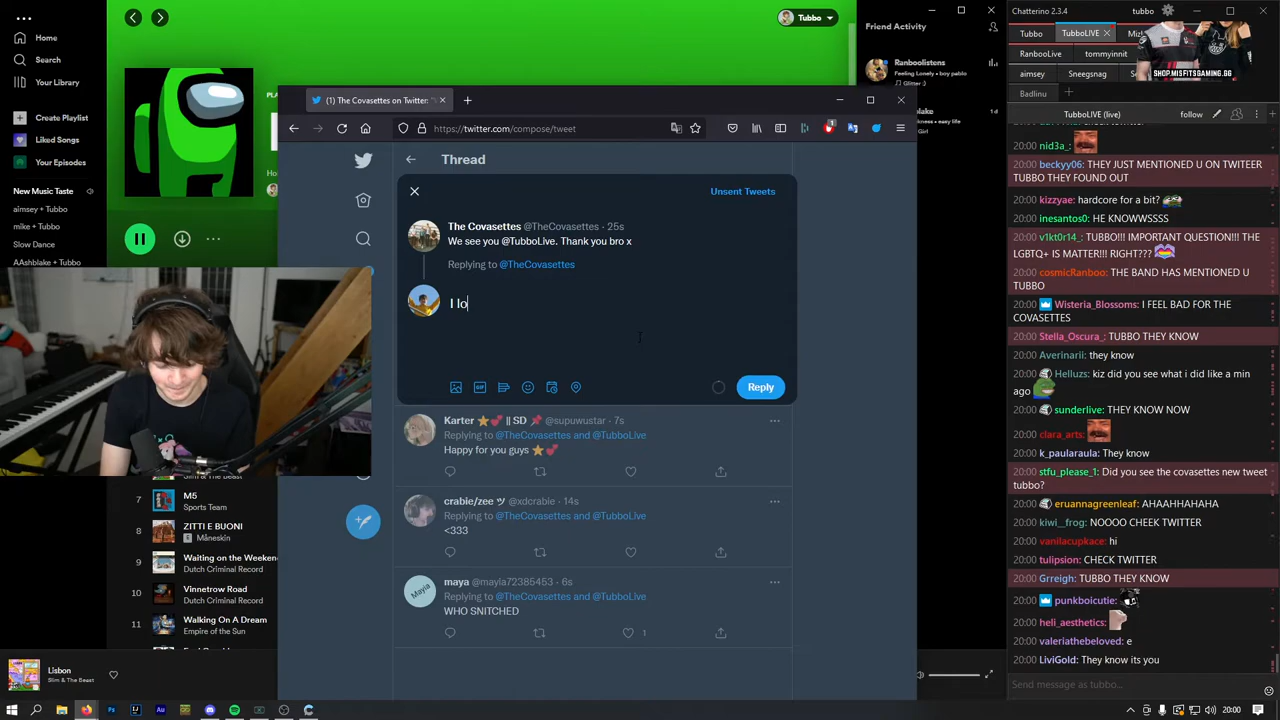 Home
Search
Your Library
Create Playlist
Liked Songs
Your Episodes
New Music Taste
aimsey + Tubbo
mike + Tubbo
Slow Dance
AAshblake + Tubbo
Tubbo
Friend Activity
Ranboolistens
Feeling Lonely • boy pablo
Glitter :)
1d
(1) The Covasettes on Twitter: "
https://twitter.com/compose/tweet
Thread
Unsent Tweets
The Covasettes @TheCovasettes · 25s
We see you @TubboLive. Thank you bro x
Replying to @TheCovasettes
I lo
Reply
Karter ⭐💕 || SD 📌 @supuwustar · 7s
Replying to @TheCovasettes and @TubboLive
Happy for you guys ⭐💕
crabie/zee ツ @xdcrabie · 14s
Replying to @TheCovasettes and @TubboLive
<333
Mayla
maya @mayla72385453 · 6s
Replying to @TheCovasettes and @TubboLive
WHO SNITCHED
1
7
M5
Sports Team
8
ZITTI E BUONI
E Måneskin
9
Waiting on the Weekend
Dutch Criminal Record
10
Vinnetrow Road
Dutch Criminal Record
11
Walking On A Dream
Empire of the Sun
Lisbon
Slim & The Beast
Chatterino 2.3.4
tubbo
Tubbo
TubboLIVE
RanbooLIVE
tommyinnit
aimsey
Sneegsnag
Badlinu
SHOP.MISFITSGAMING.GG
TubboLIVE (live)
follow
nid3a_:
beckyy06: THEY JUST MENTIONED U ON TWITEER
TUBBO THEY FOUND OUT
20:00 kizzyae: hardcore for a bit?
20:00 inesantos0: HE KNOWWSSSS
20:00 v1kt0r14_: TUBBO!!! IMPORTANT QUESTION!!! THE
LGBTQ+ IS MATTER!!! RIGHT???
20:00 cosmicRanboo: THE BAND HAS MENTIONED U
TUBBO
20:00 Wisteria_Blossoms: I FEEL BAD FOR THE
COVASETTES
20:00 Stella_Oscura_: TUBBO THEY KNOW
20:00 Averinarii: they know
20:00 Helluzs: kiz did you see what i did like a min
ago
20:00 sunderlive: THEY KNOW NOW
20:00 clara_arts:
20:00 k_paularaula: They know
20:00 stfu_please_1: Did you see the covasettes new tweet
tubbo?
20:00 eruannagreenleaf: AHAAHHAHAHA
20:00 kiwi__frog: NOOOO CHEEK TWITTER
20:00 vanilacupkace: hi
20:00 tulipsion: CHECK TWITTER
20:00 Grreigh: TUBBO THEY KNOW
20:00 punkboicutie:
20:00 heli_aesthetics:
20:00 valeriathebeloved: e
20:00 LiviGold: They know its you
Send message as tubbo...
20:00